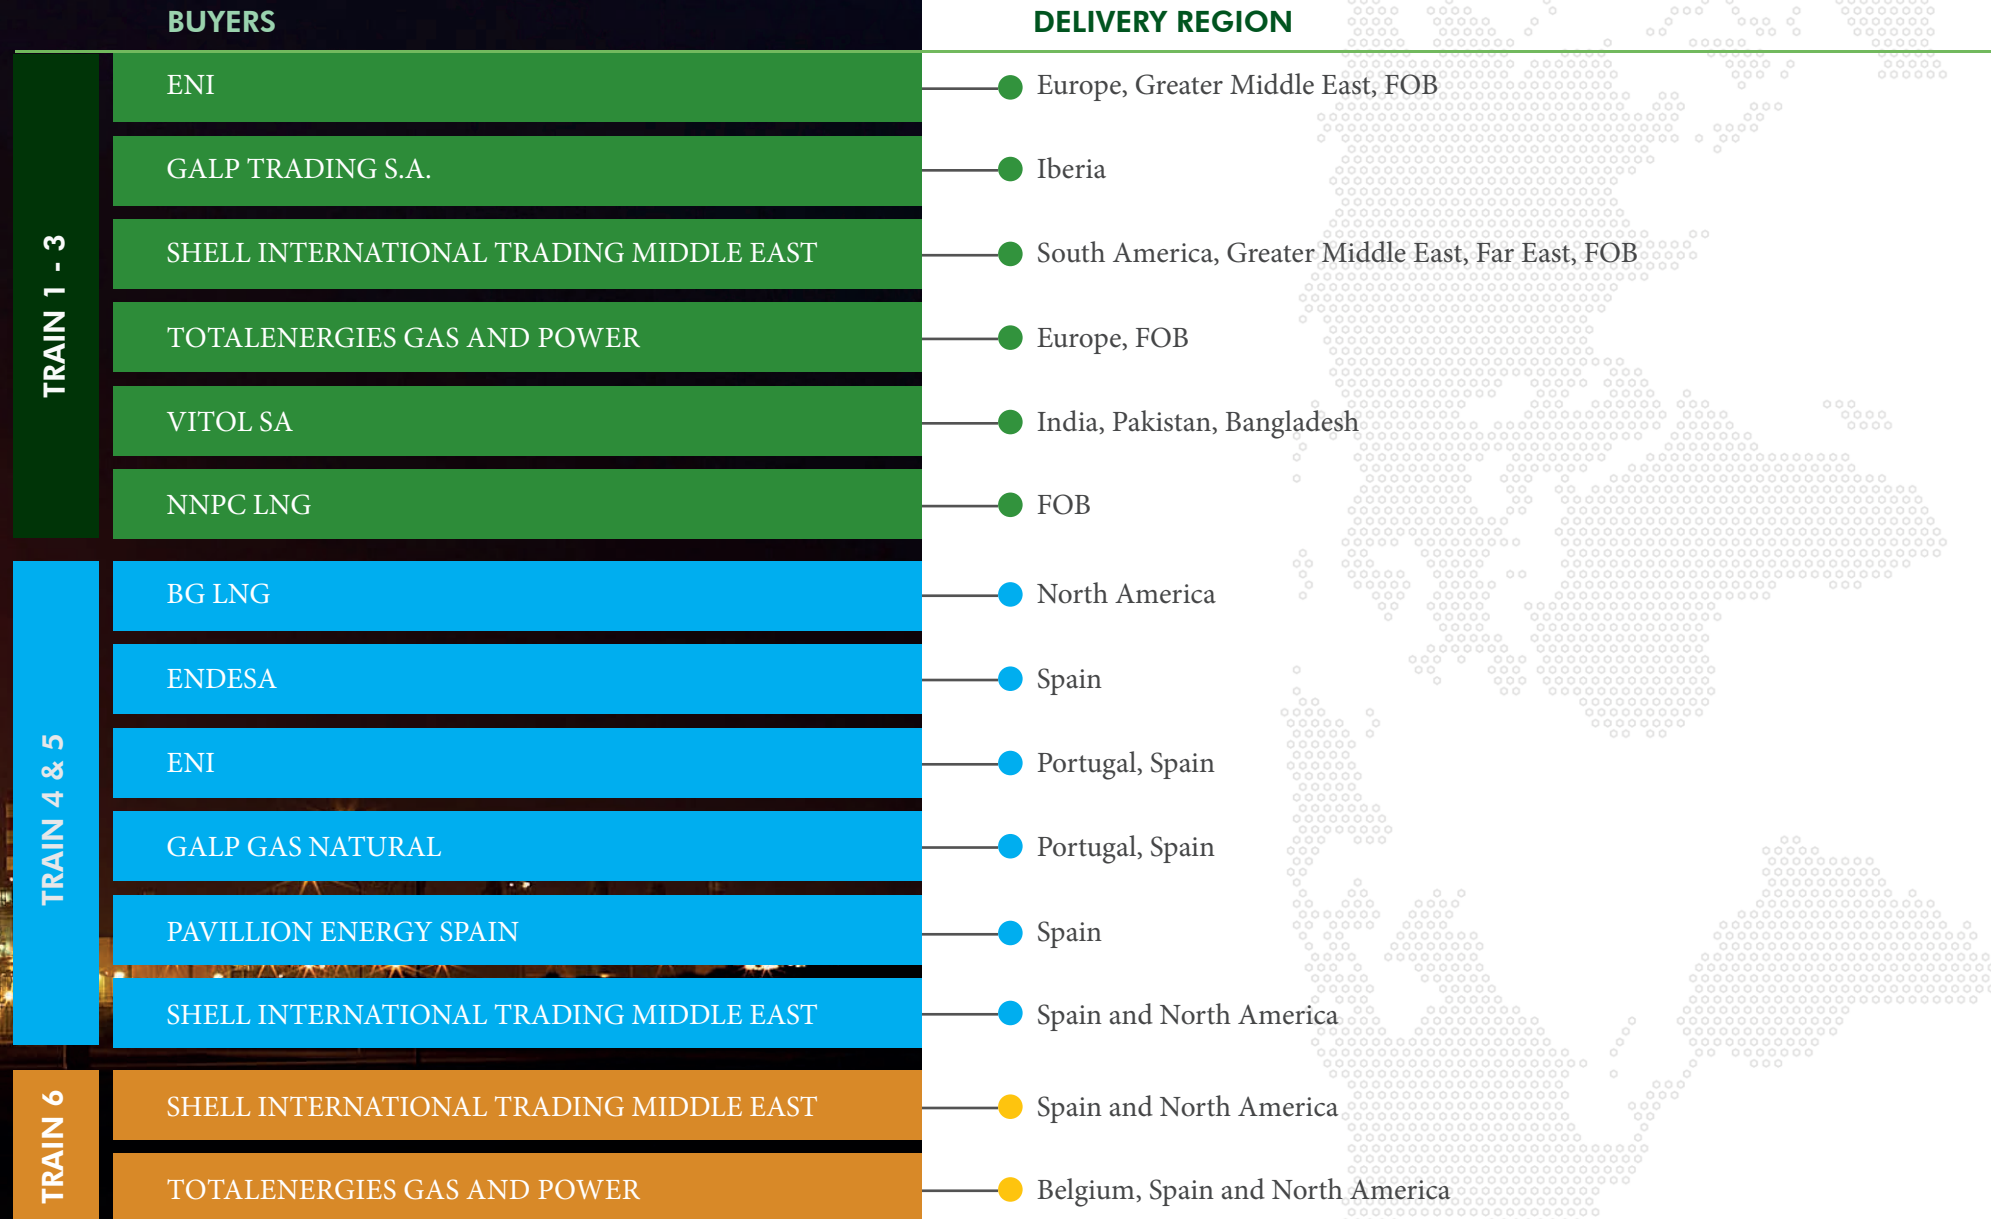 BUYERS DELIVERY REGION
TRAIN 1 - 3
ENI Europe, Greater Middle East, FOB
GALP TRADING S.A. Iberia
SHELL INTERNATIONAL TRADING MIDDLE EAST South America, Greater Middle East, Far East, FOB
TOTALENERGIES GAS AND POWER Europe, FOB
VITOL SA India, Pakistan, Bangladesh
NNPC LNG FOB
TRAIN 4 & 5
BG LNG North America
ENDESA Spain
ENI Portugal, Spain
GALP GAS NATURAL Portugal, Spain
PAVILLION ENERGY SPAIN Spain
SHELL INTERNATIONAL TRADING MIDDLE EAST Spain and North America
TRAIN 6
SHELL INTERNATIONAL TRADING MIDDLE EAST Spain and North America
TOTALENERGIES GAS AND POWER Belgium, Spain and North America